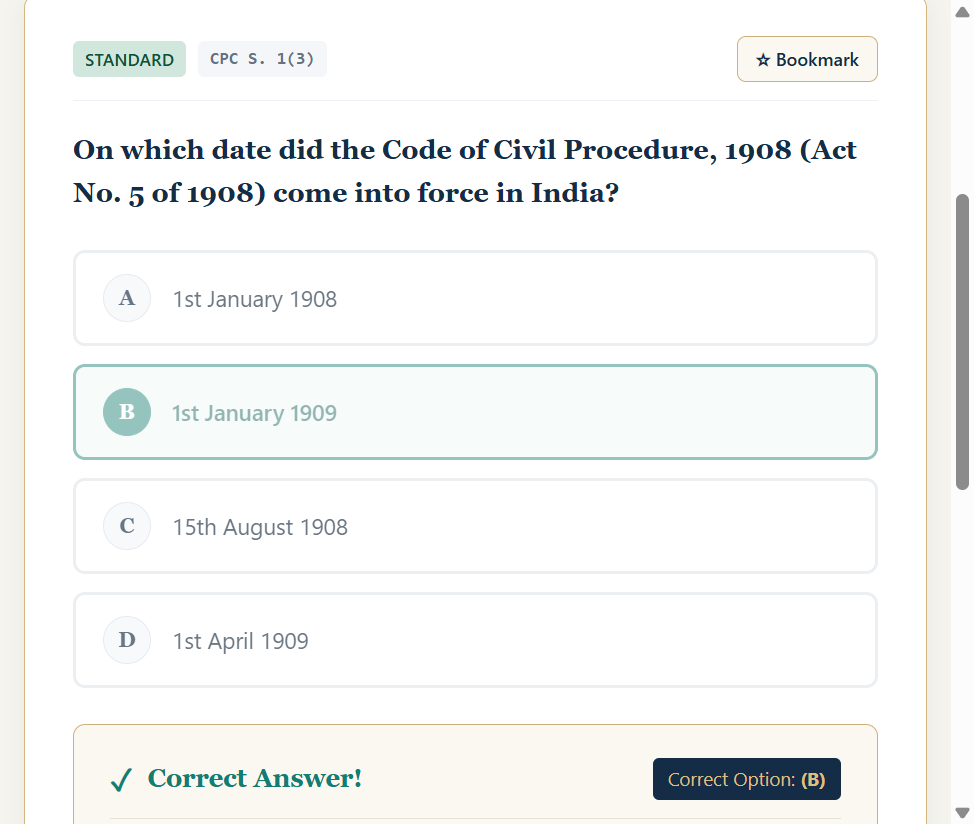 STANDARD
CPC S. 1(3)
☆ Bookmark
On which date did the Code of Civil Procedure, 1908 (Act
No. 5 of 1908) come into force in India?
A
1st January 1908
B
1st January 1909
C
15th August 1908
D
1st April 1909
✓ Correct Answer!
Correct Option: (B)